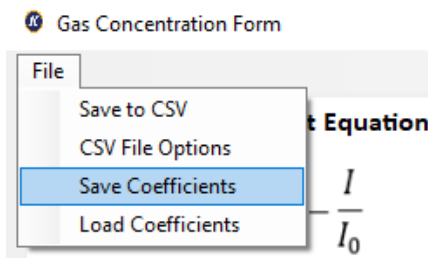 Gas Concentration Form
File
Save to CSV
t Equation
CSV File Options
Save Coefficients
Load Coefficients
− I / I₀